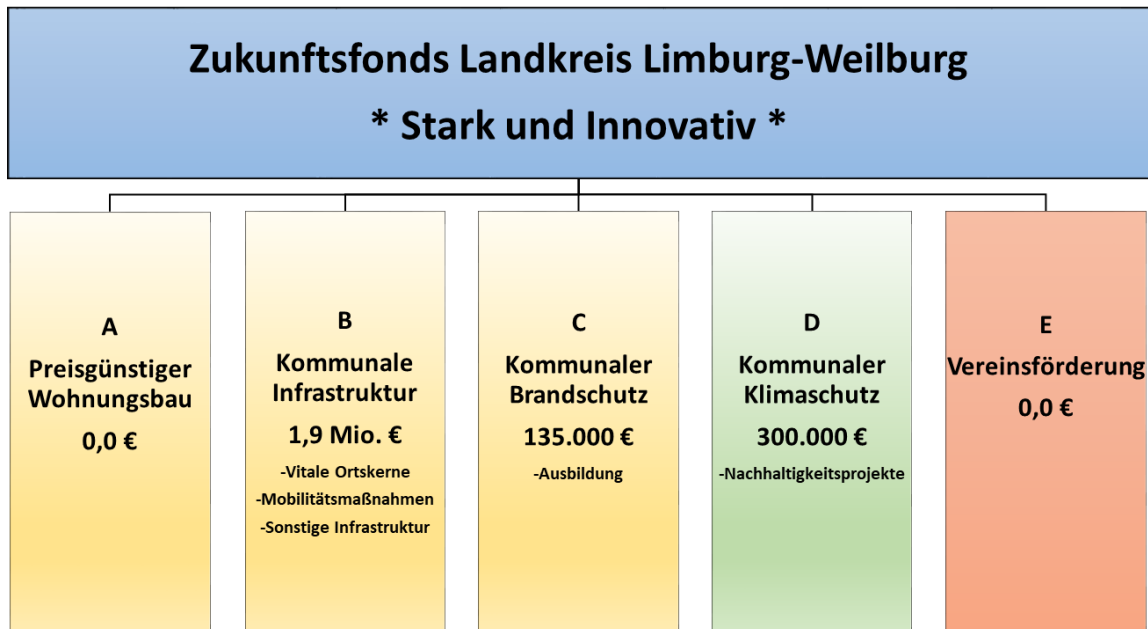 Zukunftsfonds Landkreis Limburg-Weilburg
* Stark und Innovativ *
A
Preisgünstiger
Wohnungsbau
0,0 €
B
Kommunale
Infrastruktur
1,9 Mio. €
-Vitale Ortskerne
-Mobilitätsmaßnahmen
-Sonstige Infrastruktur
C
Kommunaler
Brandschutz
135.000 €
-Ausbildung
D
Kommunaler
Klimaschutz
300.000 €
-Nachhaltigkeitsprojekte
E
Vereinsförderung
0,0 €